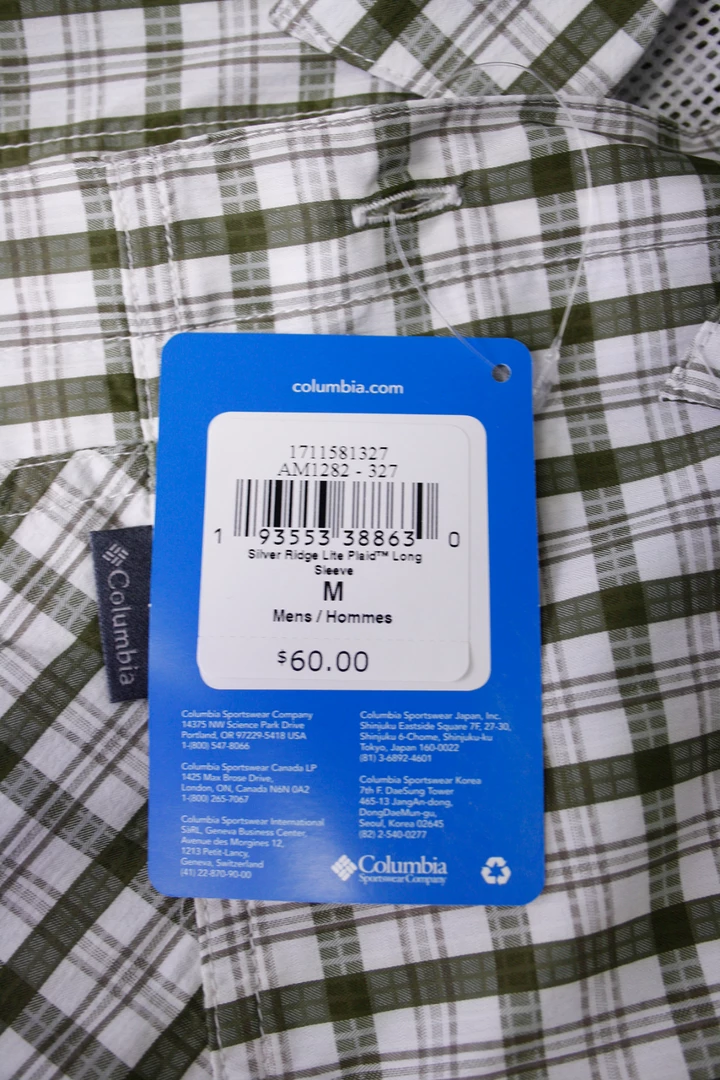 columbia.com
1711581327
AM1282 - 327
1 93553 38863 0
Silver Ridge Lite Plaid™ Long
Sleeve
M
Mens / Hommes
$60.00
Columbia
Columbia Sportswear Company
14375 NW Science Park Drive
Portland, OR 97229-5418 USA
1-(800) 547-8066
Columbia Sportswear Canada LP
1425 Max Brose Drive,
London, ON, Canada N6N 0A2
1-(800) 265-7067
Columbia Sportswear International
SàRL, Geneva Business Center,
Avenue des Morgines 12,
1213 Petit-Lancy,
Geneva, Switzerland
(41) 22-870-90-00
Columbia Sportswear Japan, Inc.
Shinjuku Eastside Square 7F, 27-30,
Shinjuku 6-Chome, Shinjuku-ku
Tokyo, Japan 160-0022
(81) 3-6892-4601
Columbia Sportswear Korea
7th F. DaeSung Tower
465-13 JangAn-dong,
DongDaeMun-gu,
Seoul, Korea 02645
(82) 2-540-0277
Columbia
Sportswear Company